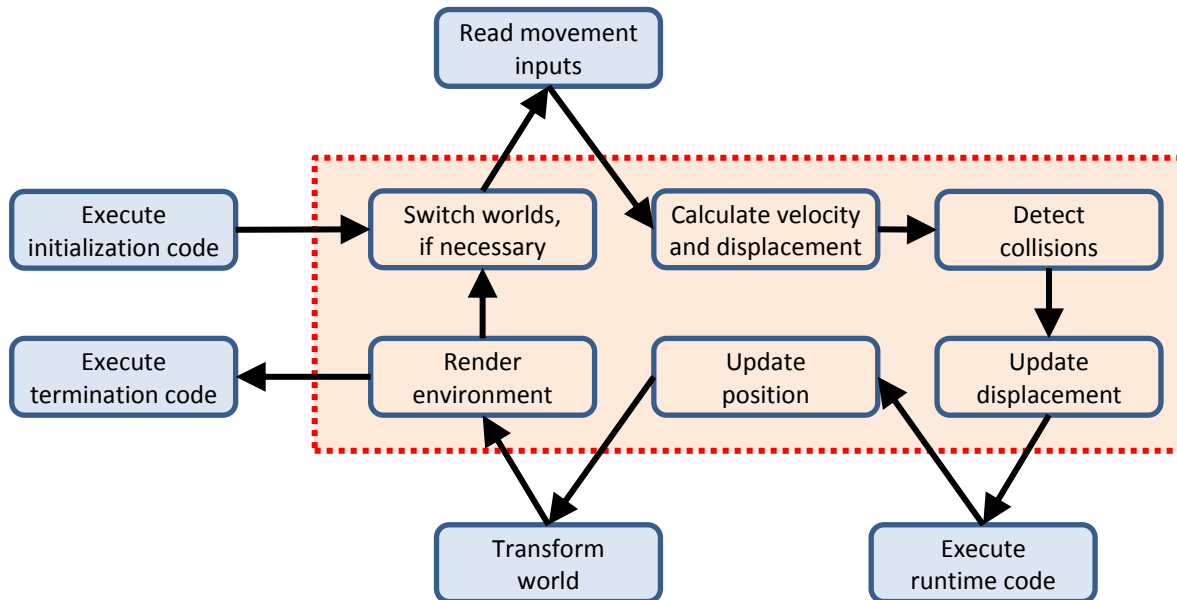 Read movement
inputs
Execute
initialization code
Switch worlds,
if necessary
Calculate velocity
and displacement
Detect
collisions
Execute
termination code
Render
environment
Update
position
Update
displacement
Transform
world
Execute
runtime code